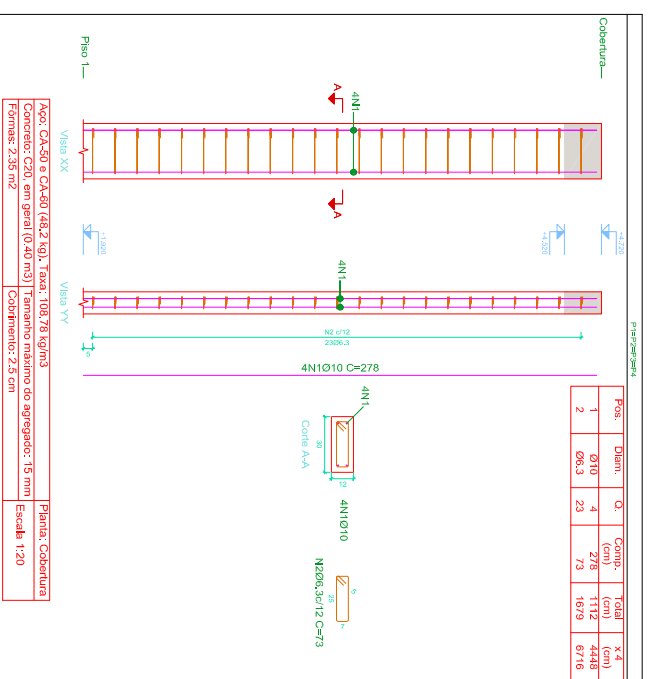 P1=P2=P3=P4
Pos. Diam. Q. Comp. (cm) Total (cm) x 4 (cm)
1 Ø10 4 278 1112 4448
2 Ø6.3 23 73 1679 6716
Cobertura
Piso 1
A
A
4N1
Vista XX
+4.720
+4.520
+1.920
4N1
Vista YY
N2 c/12
23Ø6.3
5
4N1Ø10 C=278
4N1
30
12
Corte A-A
4N1Ø10
5
25
7
N2Ø6.3c/12 C=73
Aço: CA-50 e CA-60 (48.2 kg). Taxa: 108.78 kg/m3
Planta: Cobertura
Concreto: C20, em geral (0.40 m3)
Tamanho máximo do agregado: 15 mm
Escala 1:20
Fôrmas: 2.35 m2
Cobrimento: 2.5 cm